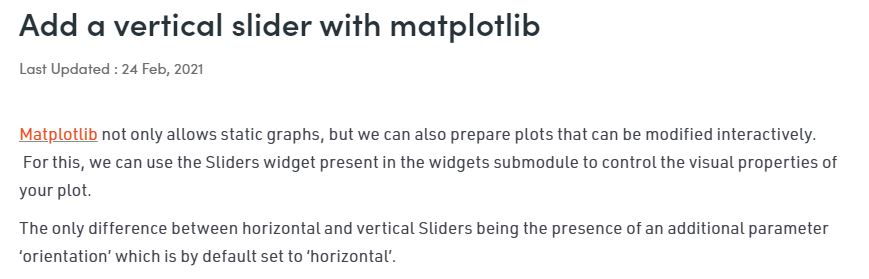 Add a vertical slider with matplotlib
Last Updated : 24 Feb, 2021
Matplotlib not only allows static graphs, but we can also prepare plots that can be modified interactively.
For this, we can use the Sliders widget present in the widgets submodule to control the visual properties of
your plot.
The only difference between horizontal and vertical Sliders being the presence of an additional parameter
‘orientation’ which is by default set to ‘horizontal’.